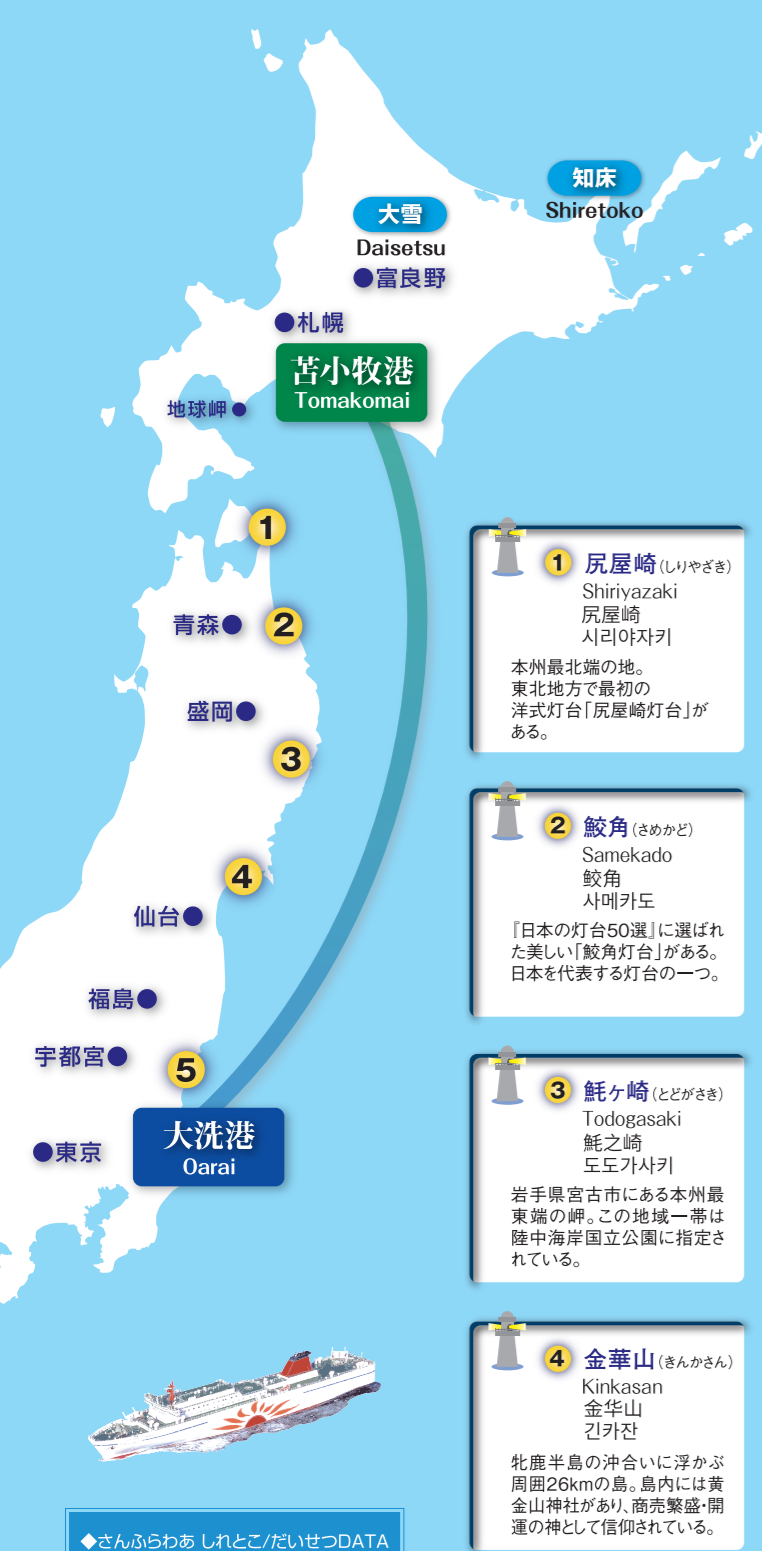 知床
Shiretoko
大雪
Daisetsu
●富良野
●札幌
苫小牧港
Tomakomai
地球岬●
1
青森●
2
盛岡●
3
4
仙台●
福島●
宇都宮●
5
大洗港
Oarai
●東京
1 尻屋崎(しりやざき)
Shiriyazaki
尻屋崎
시리야자키
本州最北端の地。
東北地方で最初の
洋式灯台「尻屋崎灯台」が
ある。
2 鮫角(さめかど)
Samekado
鮫角
사메카도
『日本の灯台50選』に選ばれ
た美しい「鮫角灯台」がある。
日本を代表する灯台の一つ。
3 魹ヶ崎(とどがさき)
Todogasaki
魹之崎
도도가사키
岩手県宮古市にある本州最
東端の岬。この地域一帯は
陸中海岸国立公園に指定さ
れている。
4 金華山(きんかさん)
Kinkasan
金华山
긴카잔
牝鹿半島の沖合いに浮かぶ
周囲26kmの島。島内には黄
金山神社があり、商売繁盛・開
運の神として信仰されている。
◆さんふらわあ しれとこ/だいせつDATA